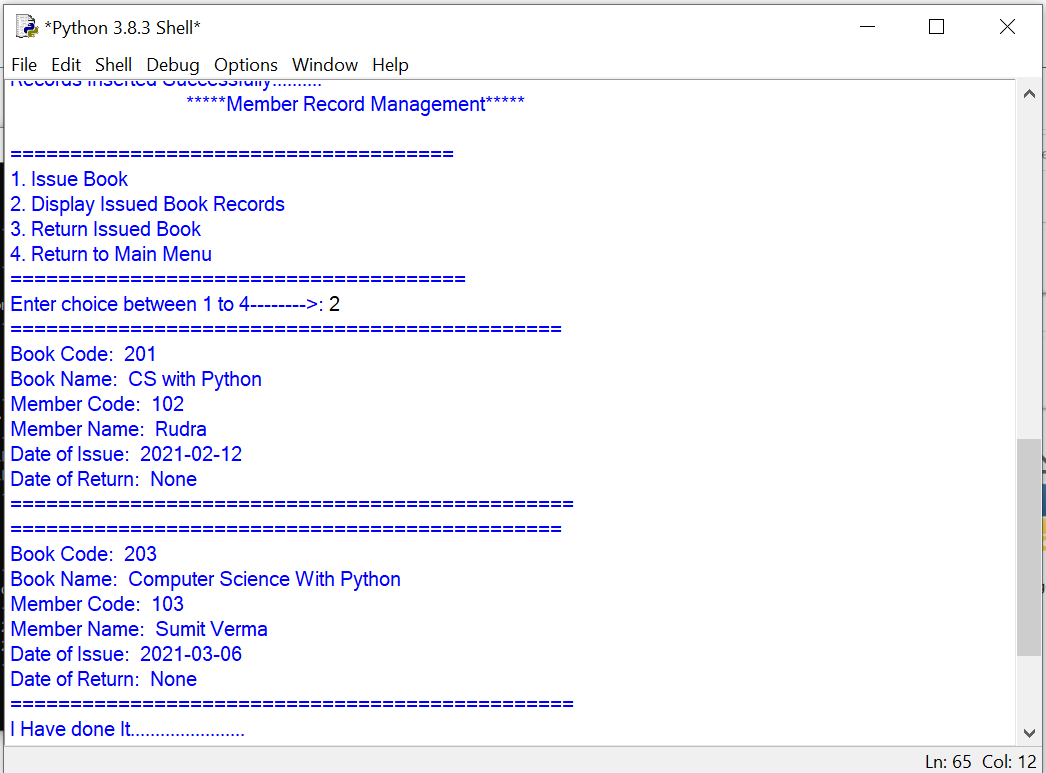 *Python 3.8.3 Shell*
File Edit Shell Debug Options Window Help
Records Inserted Successfully..........
*****Member Record Management*****
=====================================
1. Issue Book
2. Display Issued Book Records
3. Return Issued Book
4. Return to Main Menu
======================================
Enter choice between 1 to 4-------->: 2
==============================================
Book Code:  201
Book Name:  CS with Python
Member Code:  102
Member Name:  Rudra
Date of Issue:  2021-02-12
Date of Return:  None
===============================================
==============================================
Book Code:  203
Book Name:  Computer Science With Python
Member Code:  103
Member Name:  Sumit Verma
Date of Issue:  2021-03-06
Date of Return:  None
===============================================
I Have done It.......................
Ln: 65 Col: 12